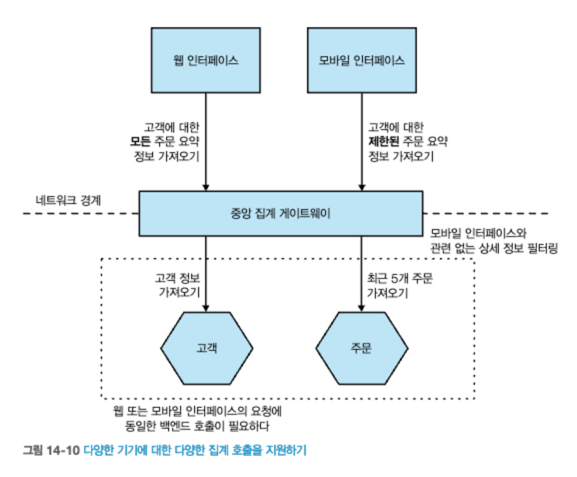 웹 인터페이스
모바일 인터페이스
고객에 대한
모든 주문 요약
정보 가져오기
고객에 대한
제한된 주문 요약
정보 가져오기
네트워크 경계
중앙 집계 게이트웨이
모바일 인터페이스와
관련 없는 상세 정보 필터링
고객 정보
가져오기
최근 5개 주문
가져오기
고객
주문
웹 또는 모바일 인터페이스의 요청에
동일한 백엔드 호출이 필요하다
그림 14-10 다양한 기기에 대한 다양한 집계 호출을 지원하기